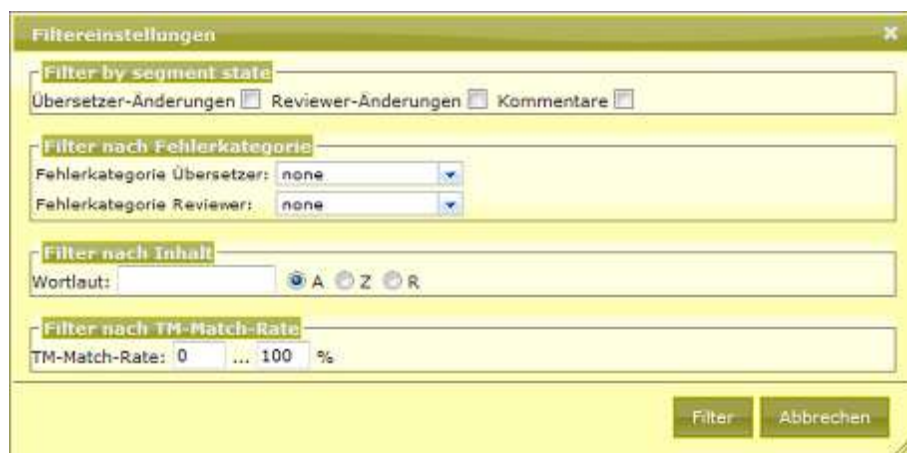 Filtereinstellungen
Filter by segment state
Übersetzer-Änderungen Reviewer-Änderungen Kommentare
Filter nach Fehlerkategorie
Fehlerkategorie Übersetzer: none
Fehlerkategorie Reviewer: none
Filter nach Inhalt
Wortlaut: A Z R
Filter nach TM-Match-Rate
TM-Match-Rate: 0 ... 100 %
Filter Abbrechen